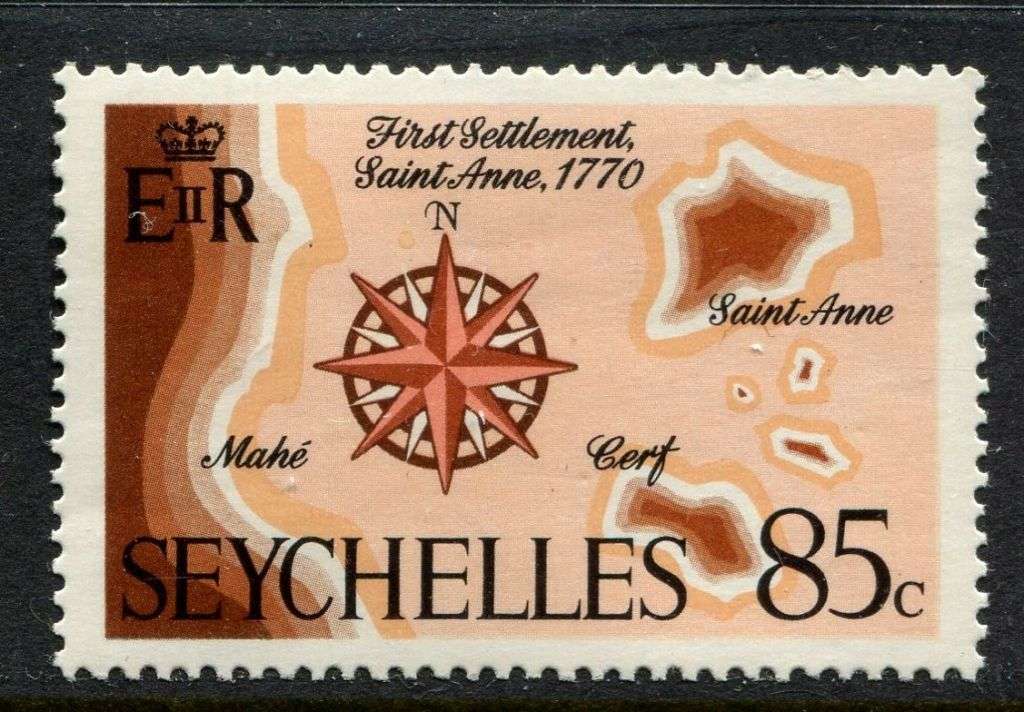 First Settlement,
Saint Anne, 1770
EIIR
N
Saint Anne
Mahé
Cerf
SEYCHELLES 85c